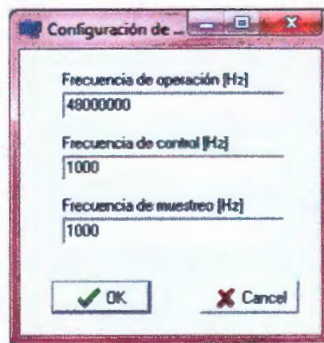 Configuración de ...
Frecuencia de operación [Hz]
48000000
Frecuencia de control [Hz]
1000
Frecuencia de muestreo [Hz]
1000
OK
Cancel